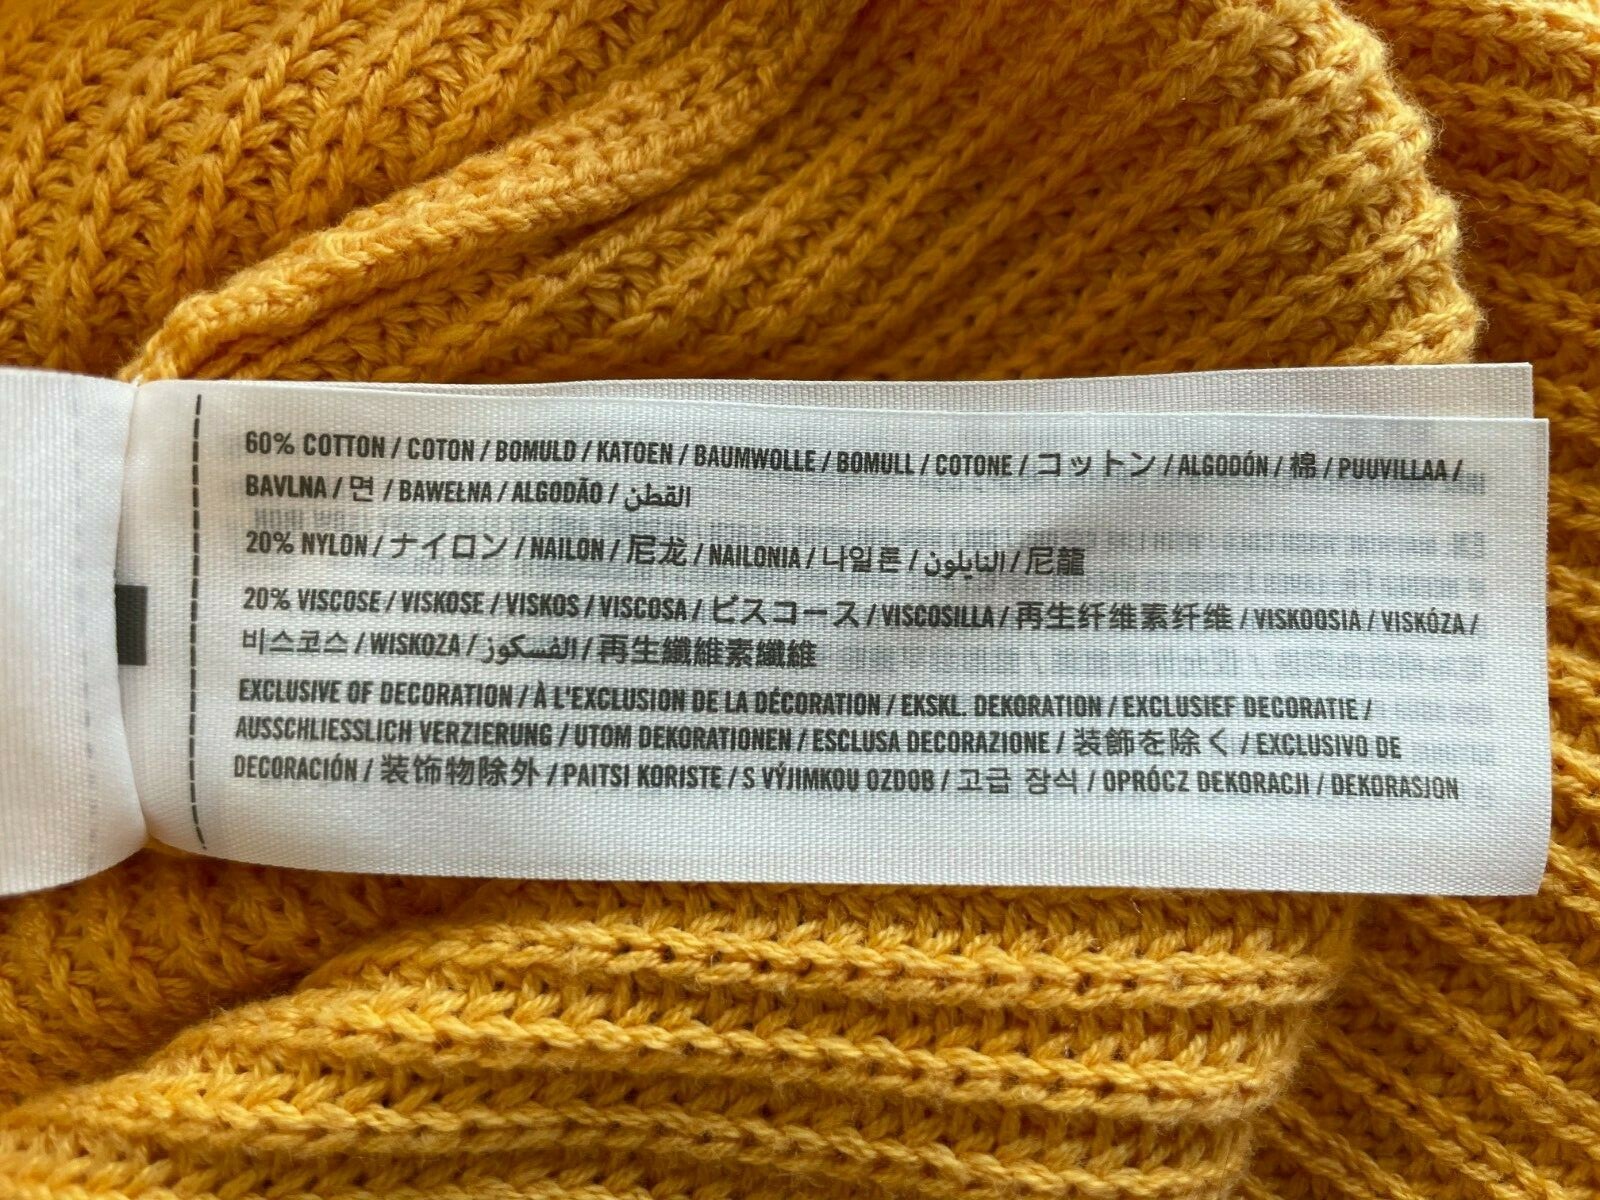 60% COTTON / COTON / BOMULD / KATOEN / BAUMWOLLE / BOMULL / COTONE / コットン / ALGODÓN / 棉 / PUUVILLAA /
BAVLNA / 면 / BAWEŁNA / ALGODÃO / القطن
20% NYLON / ナイロン / NAILON / 尼龙 / NAILONIA / 나일론 / النايلون / 尼龍
20% VISCOSE / VISKOSE / VISKOS / VISCOSA / ビスコース / VISCOSILLA / 再生纤维素纤维 / VISKOOSIA / VISKÓZA /
비스코스 / WISKOZA / الفسكوز / 再生纖維素纖維
EXCLUSIVE OF DECORATION / À L'EXCLUSION DE LA DÉCORATION / EKSKL. DEKORATION / EXCLUSIEF DECORATIE /
AUSSCHLIESSLICH VERZIERUNG / UTOM DEKORATIONEN / ESCLUSA DECORAZIONE / 装飾を除く / EXCLUSIVO DE
DECORACIÓN / 装饰物除外 / PAITSI KORISTE / S VÝJIMKOU OZDOB / 고급 장식 / OPRÓCZ DEKORACJI / DEKORASJON